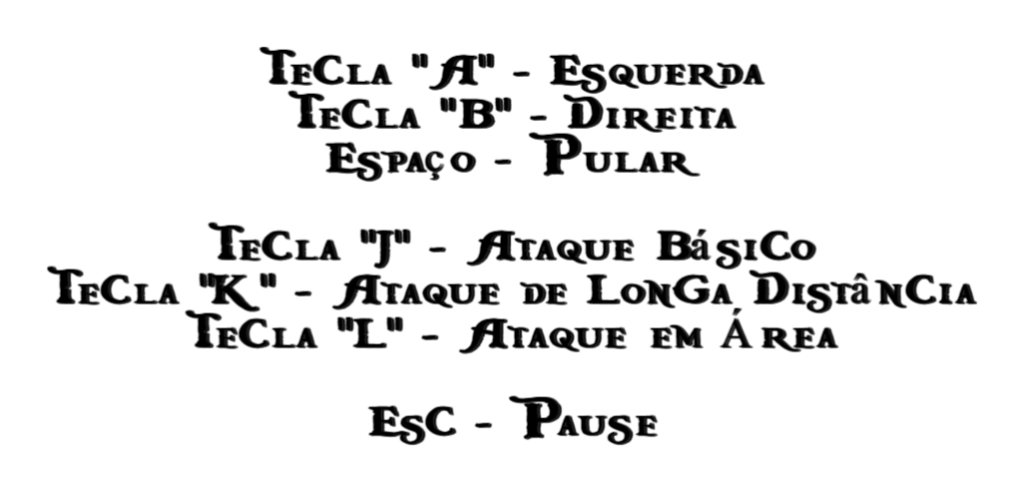 Tecla "A" - Esquerda
Tecla "B" - Direita
Espaço - Pular
Tecla "J" - Ataque Básico
Tecla "K" - Ataque de Longa Distância
Tecla "L" - Ataque em Área
Esc - Pause